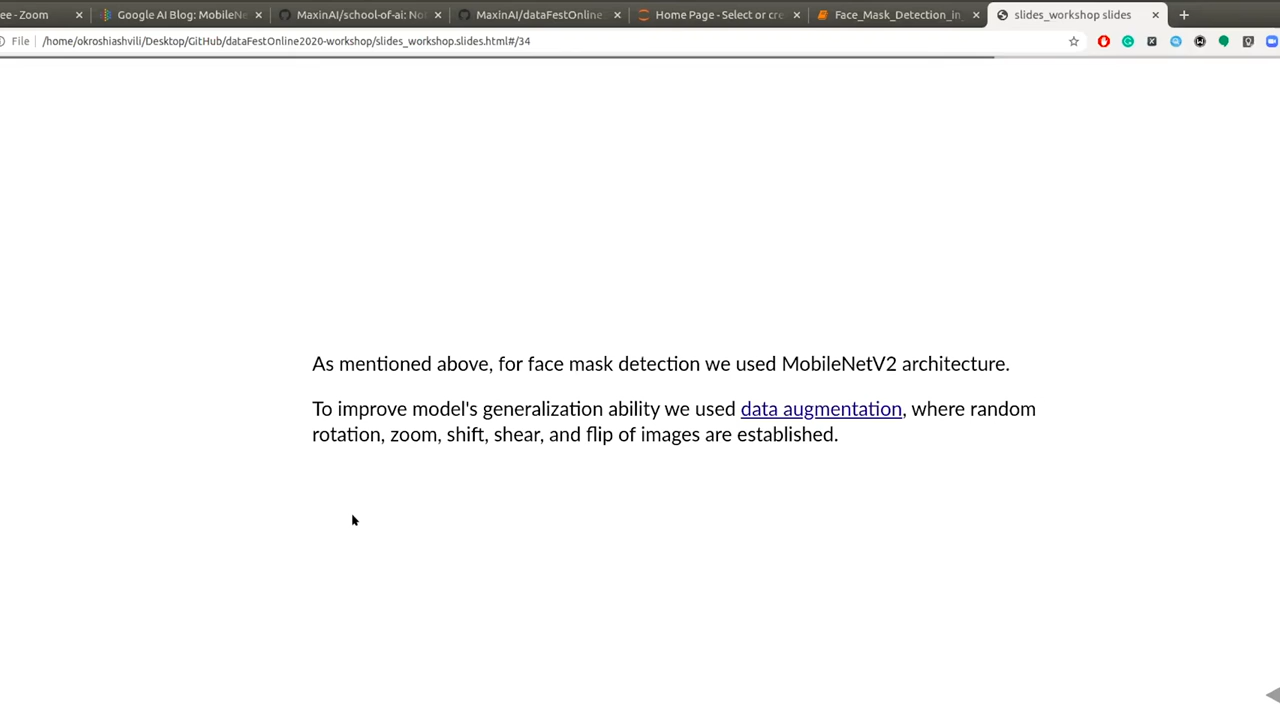 ee - Zoom
Google AI Blog: MobileNe
MaxinAI/school-of-ai: No
MaxinAI/dataFestOnline
Home Page - Select or cre
Face_Mask_Detection_in
slides_workshop slides
File
/home/okroshiashvili/Desktop/GitHub/dataFestOnline2020-workshop/slides_workshop.slides.html#/34
As mentioned above, for face mask detection we used MobileNetV2 architecture.
To improve model's generalization ability we used data augmentation, where random
rotation, zoom, shift, shear, and flip of images are established.